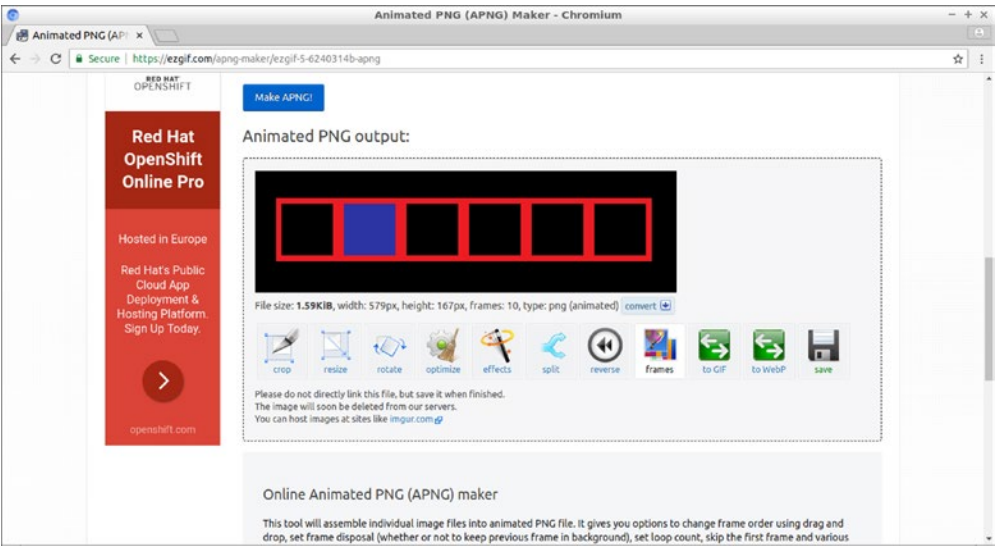 Animated PNG (APNG) Maker - Chromium
Animated PNG (AP
Secure | https://ezgif.com/apng-maker/ezgif-5-6240314b-apng
RED HAT
OPENSHIFT
Red Hat
OpenShift
Online Pro
Hosted in Europe
Red Hat's Public
Cloud App
Deployment &
Hosting Platform.
Sign Up Today.
openshift.com
Make APNG!
Animated PNG output:
File size: 1.59KiB, width: 579px, height: 167px, frames: 10, type: png (animated) convert
crop resize rotate optimize effects split reverse frames to GIF to WebP save
Please do not directly link this file, but save it when finished.
The image will soon be deleted from our servers.
You can host images at sites like imgur.com
Online Animated PNG (APNG) maker
This tool will assemble individual image files into animated PNG file. It gives you options to change frame order using drag and
drop, set frame disposal (whether or not to keep previous frame in background), set loop count, skip the first frame and various